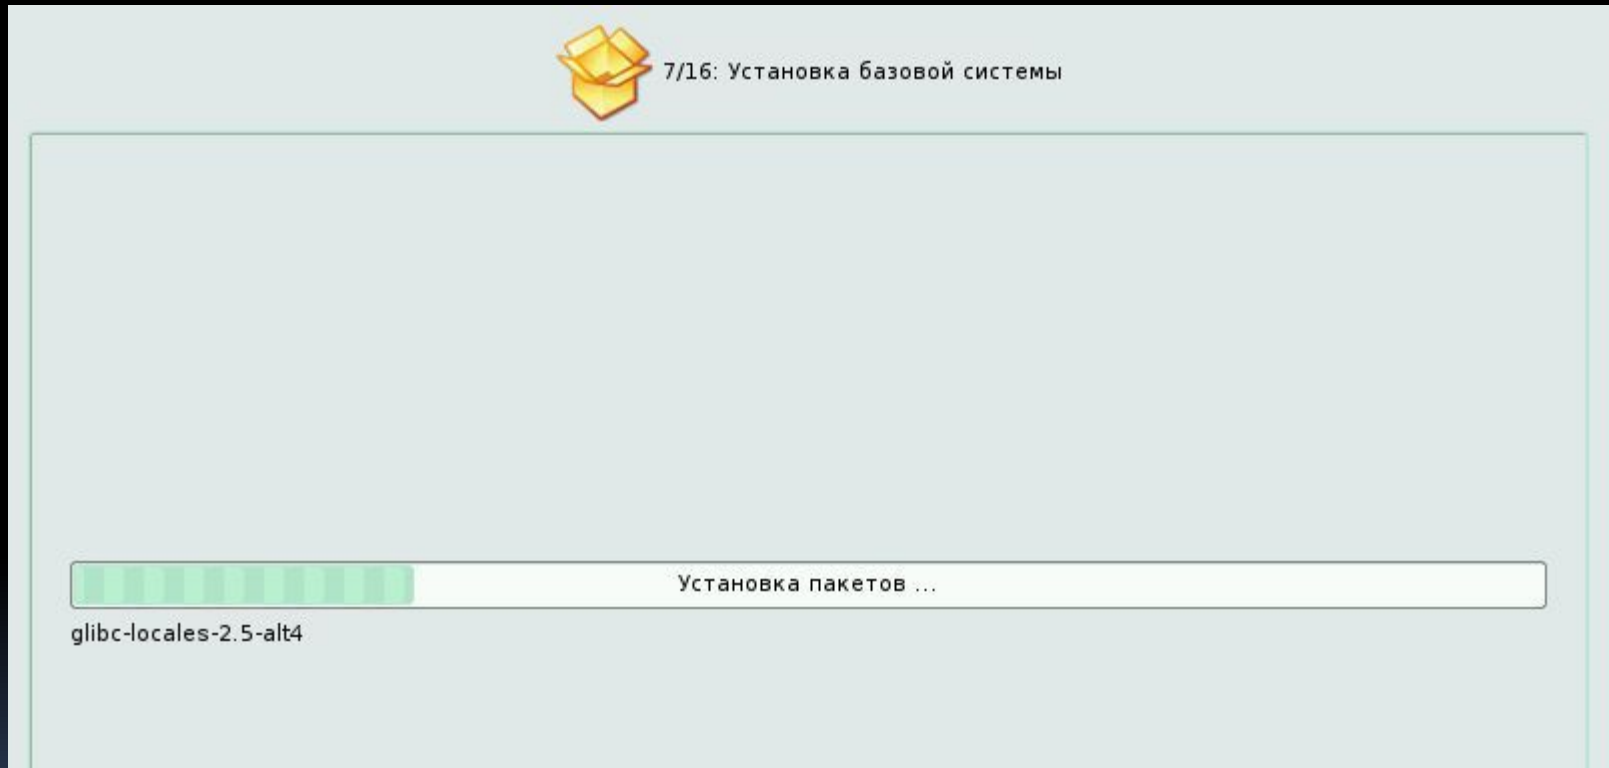 7/16: Установка базовой системы
Установка пакетов ...
glibc-locales-2.5-alt4